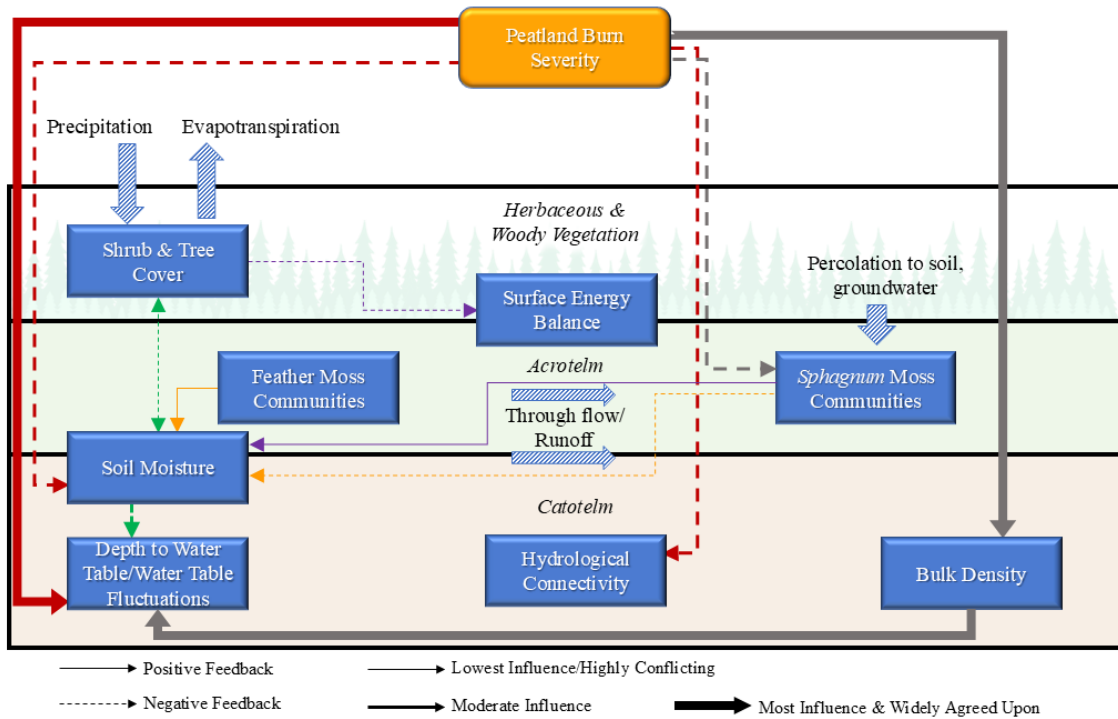 Peatland Burn
Severity
Precipitation
Evapotranspiration
Herbaceous &
Woody Vegetation
Shrub & Tree
Cover
Percolation to soil,
groundwater
Surface Energy
Balance
Acrotelm
Feather Moss
Communities
Sphagnum Moss
Communities
Through flow/
Runoff
Soil Moisture
Catotelm
Depth to Water
Table/Water Table
Fluctuations
Hydrological
Connectivity
Bulk Density
Positive Feedback
Lowest Influence/Highly Conflicting
Negative Feedback
Moderate Influence
Most Influence & Widely Agreed Upon